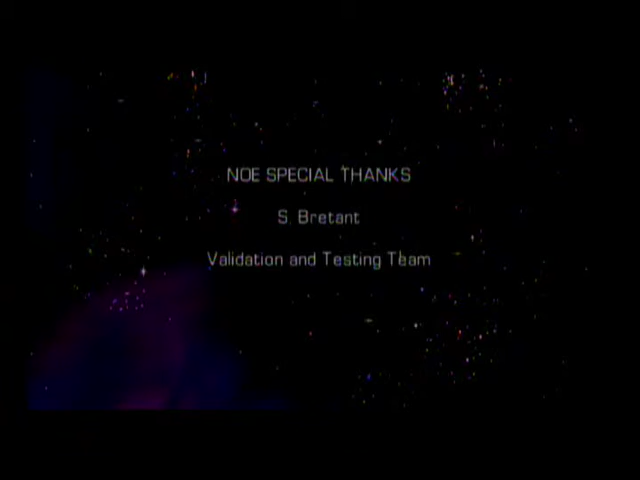 NOE SPECIAL THANKS
S. Bretant
Validation and Testing Team